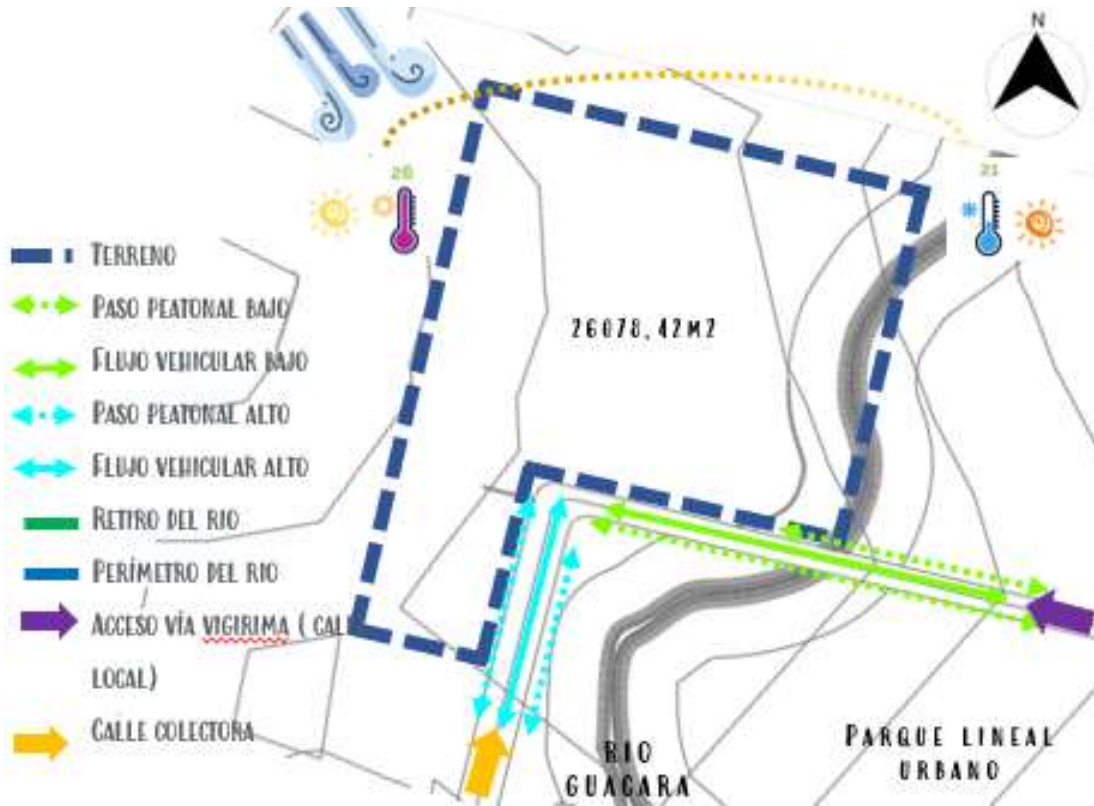 N
26
21
TERRENO
PASO PEATONAL BAJO
26078,42M2
FLUJO VEHICULAR BAJO
PASO PEATONAL ALTO
FLUJO VEHICULAR ALTO
RETIRO DEL RIO
PERÍMETRO DEL RIO
ACCESO VÍA VIGIRIMA ( CAL
LOCAL)
CALLE COLECTORA
RIO
GUACARA
PARQUE LINEAL
URBANO